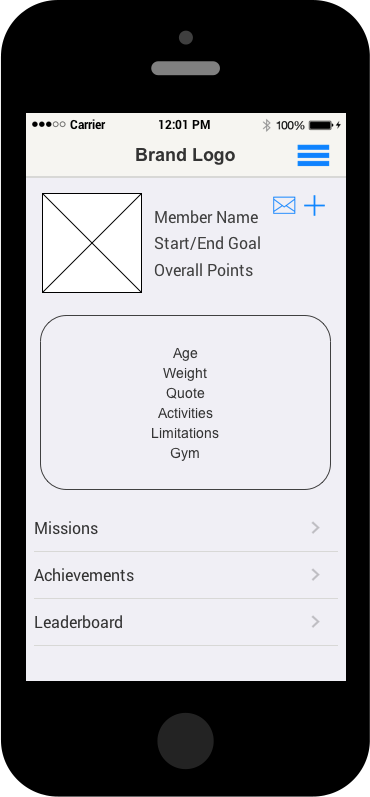 Carrier 12:01 PM 100%
Brand Logo
Member Name
Start/End Goal
Overall Points
Age
Weight
Quote
Activities
Limitations
Gym
Missions
Achievements
Leaderboard